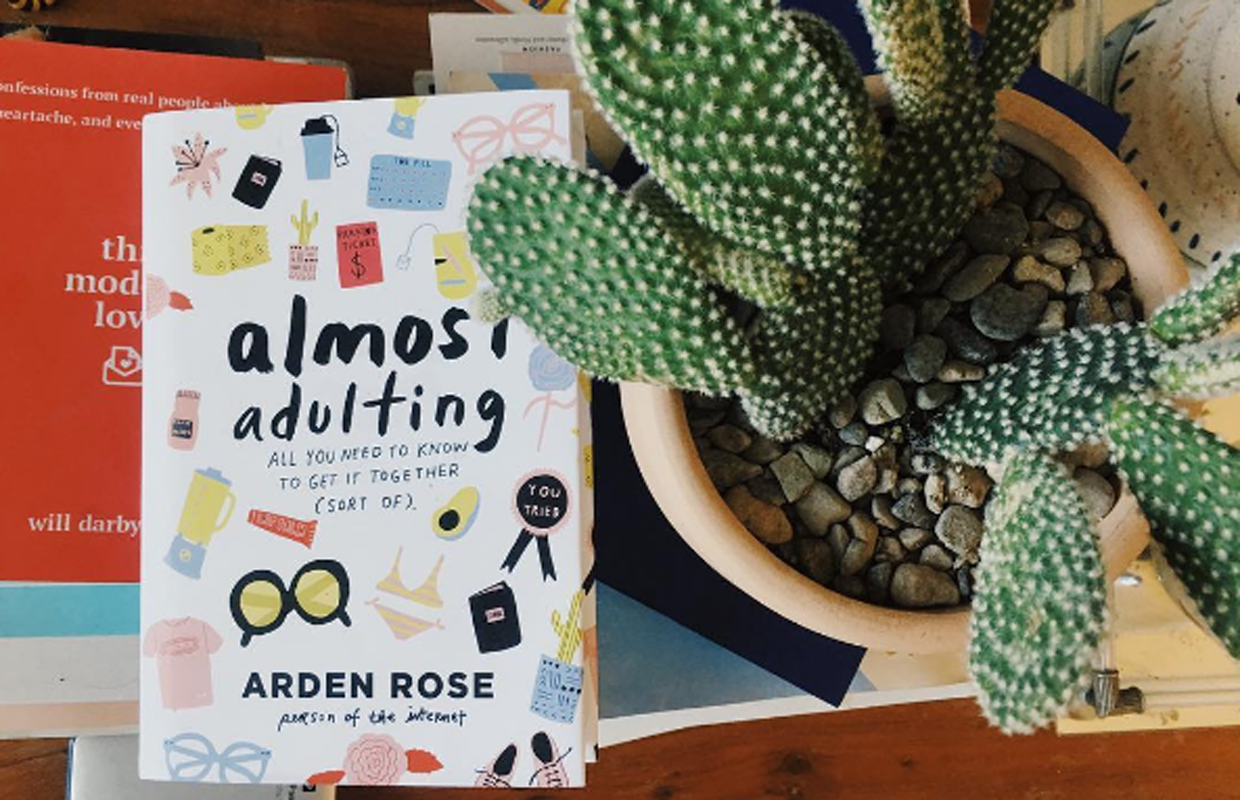 onfessions from real people
heartache, and eve
thi
mod
lov
will darby
FASHION
THE PILL
PARKING
TICKET
$
almost
adulting
ALL YOU NEED TO KNOW
TO GET IT TOGETHER
(SORT OF).
YOU
TRIED
ARDEN ROSE
person of the internet